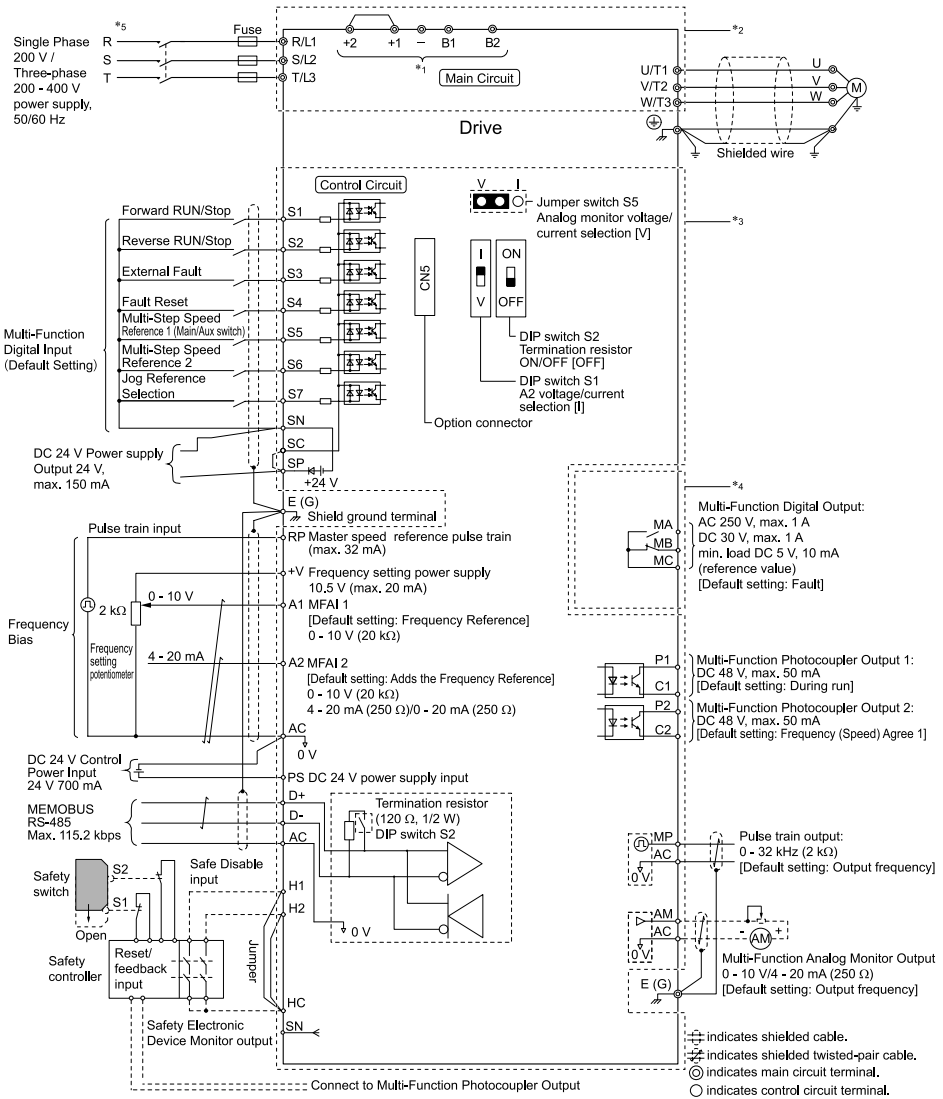 *5
Single Phase
200 V /
Three-phase
200 - 400 V
power supply,
50/60 Hz
R
S
T
Fuse
R/L1
S/L2
T/L3
+2
+1
−
B1
B2
*1
Main Circuit
*2
U/T1
V/T2
W/T3
U
V
W
M
Drive
Shielded wire
Control Circuit
Forward RUN/Stop
S1
Reverse RUN/Stop
S2
External Fault
S3
Fault Reset
S4
Multi-Step Speed
Reference 1 (Main/Aux switch)
S5
Multi-Step Speed
Reference 2
S6
Jog Reference
Selection
S7
Multi-Function
Digital Input
(Default Setting)
SN
SC
SP
+24 V
DC 24 V Power supply
Output 24 V,
max. 150 mA
V
I
Jumper switch S5
Analog monitor voltage/
current selection [V]
*3
CN5
I
V
ON
OFF
DIP switch S2
Termination resistor
ON/OFF [OFF]
DIP switch S1
A2 voltage/current
selection [I]
Option connector
E (G)
Shield ground terminal
Pulse train input
RP
Master speed reference pulse train
(max. 32 mA)
+V
Frequency setting power supply
10.5 V (max. 20 mA)
2 kΩ
0 - 10 V
A1
MFAI 1
[Default setting: Frequency Reference]
0 - 10 V (20 kΩ)
Frequency
Bias
Frequency
setting
potentiometer
4 - 20 mA
A2
MFAI 2
[Default setting: Adds the Frequency Reference]
0 - 10 V (20 kΩ)
4 - 20 mA (250 Ω)/0 - 20 mA (250 Ω)
AC
0 V
DC 24 V Control
Power Input
24 V 700 mA
PS
DC 24 V power supply input
MEMOBUS
RS-485
Max. 115.2 kbps
D+
D-
AC
0 V
Termination resistor
(120 Ω, 1/2 W)
DIP switch S2
Safety
switch
S2
S1
Open
Safe Disable
input
H1
H2
Jumper
Safety
controller
Reset/
feedback
input
HC
SN
Safety Electronic
Device Monitor output
Connect to Multi-Function Photocoupler Output
*4
MA
MB
MC
Multi-Function Digital Output:
AC 250 V, max. 1 A
DC 30 V, max. 1 A
min. load DC 5 V, 10 mA
(reference value)
[Default setting: Fault]
P1
C1
Multi-Function Photocoupler Output 1:
DC 48 V, max. 50 mA
[Default setting: During run]
P2
C2
Multi-Function Photocoupler Output 2:
DC 48 V, max. 50 mA
[Default setting: Frequency (Speed) Agree 1]
MP
AC
0 V
Pulse train output:
0 - 32 kHz (2 kΩ)
[Default setting: Output frequency]
AM
AC
0 V
-
AM
+
Multi-Function Analog Monitor Output
0 - 10 V/4 - 20 mA (250 Ω)
[Default setting: Output frequency]
E (G)
indicates shielded cable.
indicates shielded twisted-pair cable.
indicates main circuit terminal.
indicates control circuit terminal.